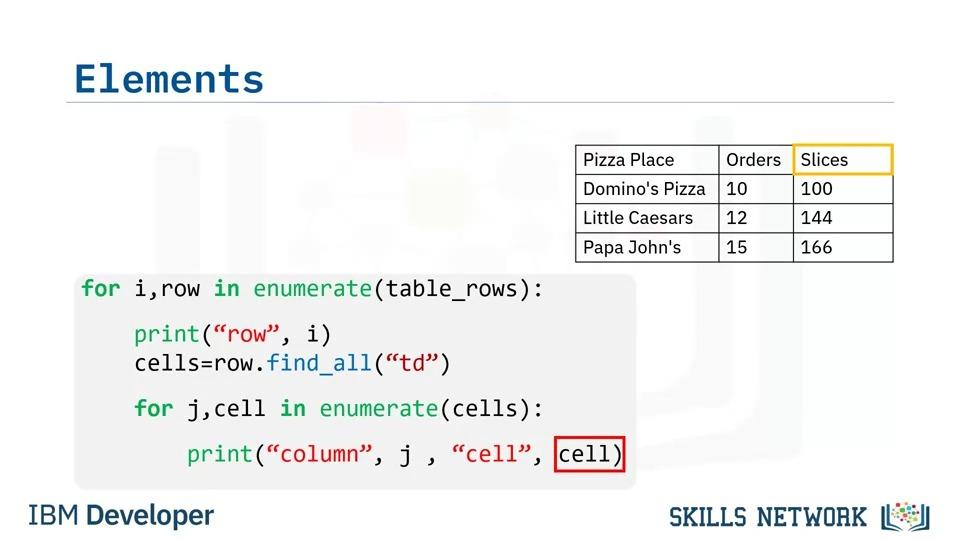 Elements
Pizza Place Orders Slices
Domino's Pizza 10 100
Little Caesars 12 144
Papa John's 15 166
for i,row in enumerate(table_rows):
print(“row”, i)
cells=row.find_all(“td”)
for j,cell in enumerate(cells):
print(“column”, j , “cell”, cell)
IBM Developer
SKILLS NETWORK